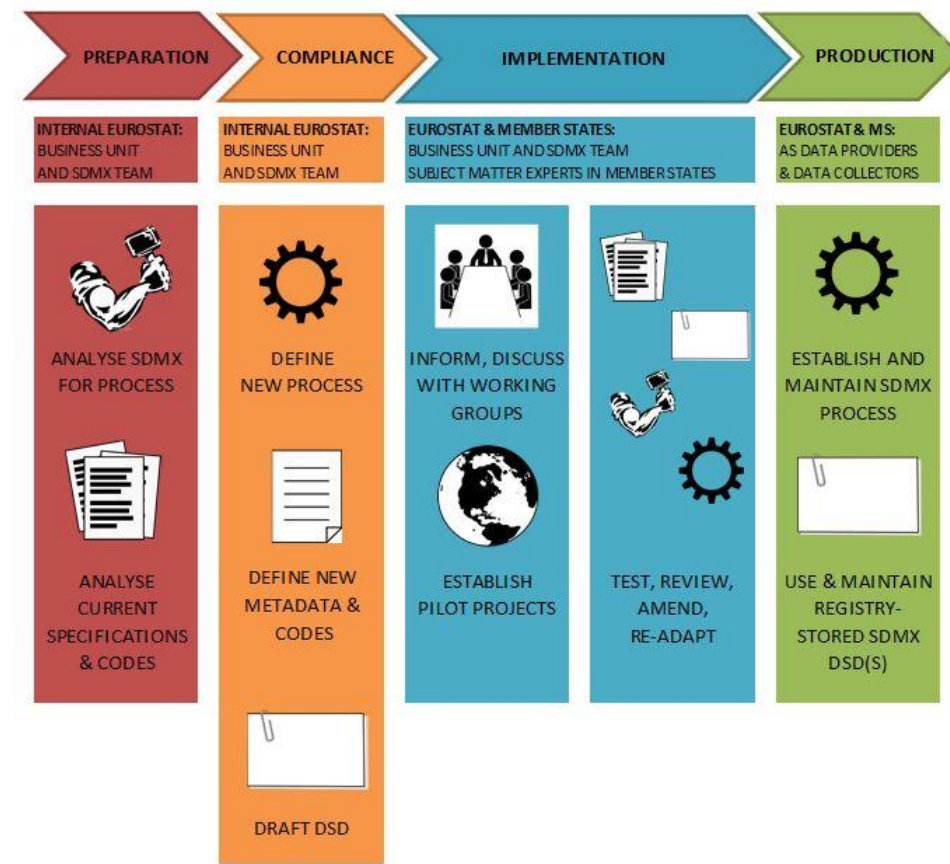 PREPARATION
COMPLIANCE
IMPLEMENTATION
PRODUCTION
INTERNAL EUROSTAT:
BUSINESS UNIT
AND SDMX TEAM
INTERNAL EUROSTAT:
BUSINESS UNIT
AND SDMX TEAM
EUROSTAT & MEMBER STATES:
BUSINESS UNIT AND SDMX TEAM
SUBJECT MATTER EXPERTS IN MEMBER STATES
EUROSTAT & MS:
AS DATA PROVIDERS
& DATA COLLECTORS
ANALYSE SDMX
FOR PROCESS
ANALYSE
CURRENT
SPECIFICATIONS
& CODES
DEFINE
NEW PROCESS
DEFINE NEW
METADATA &
CODES
DRAFT DSD
INFORM, DISCUSS
WITH WORKING
GROUPS
ESTABLISH
PILOT PROJECTS
TEST, REVIEW,
AMEND,
RE-ADAPT
ESTABLISH AND
MAINTAIN SDMX
PROCESS
USE & MAINTAIN
REGISTRY-
STORED SDMX
DSD(S)